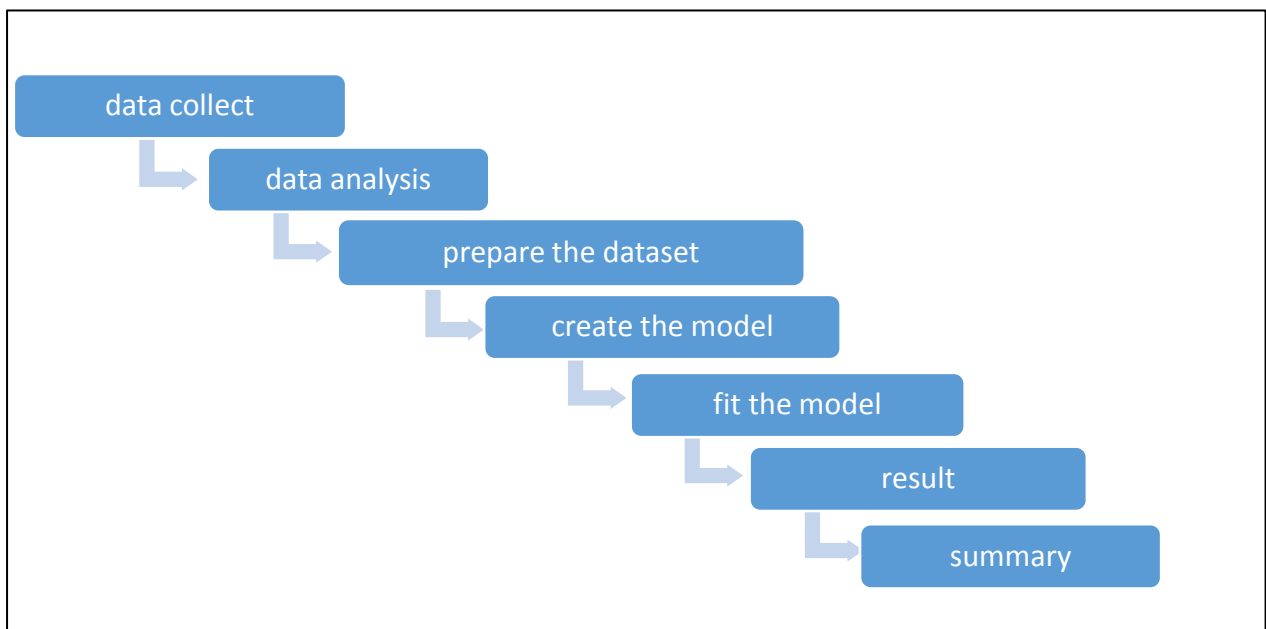 data collect
data analysis
prepare the dataset
create the model
fit the model
result
summary